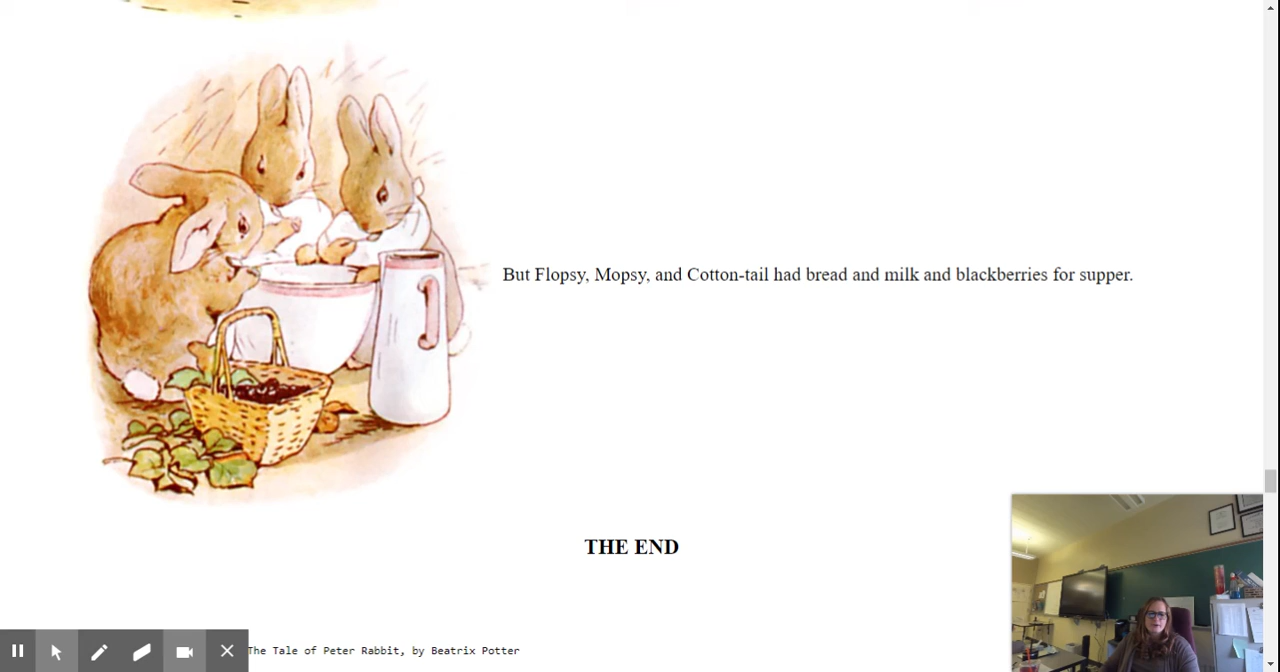 But Flopsy, Mopsy, and Cotton-tail had bread and milk and blackberries for supper.
THE END
The Tale of Peter Rabbit, by Beatrix Potter